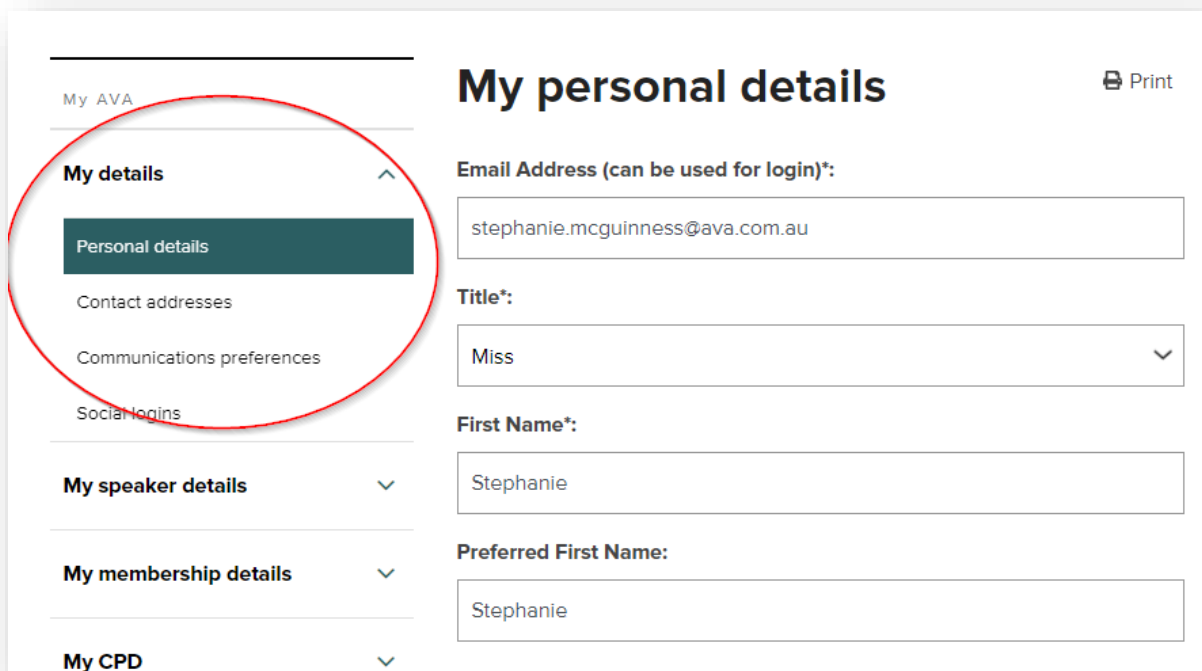 My AVA
My details
Personal details
Contact addresses
Communications preferences
Social logins
My speaker details
My membership details
My CPD
My personal details
Print
Email Address (can be used for login)*:
stephanie.mcguinness@ava.com.au
Title*:
Miss
First Name*:
Stephanie
Preferred First Name:
Stephanie